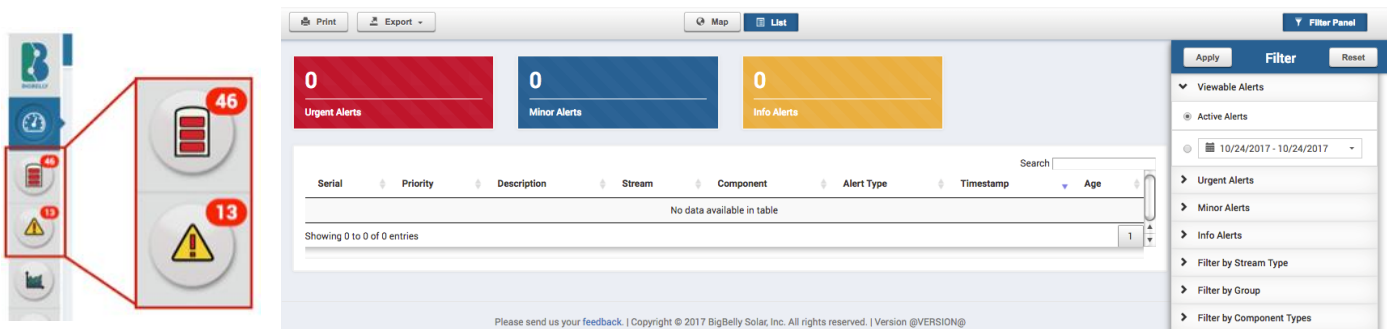 BIGBELLY
46
13
46
13
Print
Export
Map
List
Filter Panel
0
Urgent Alerts
0
Minor Alerts
0
Info Alerts
Search
Serial Priority Description Stream Component Alert Type Timestamp Age
No data available in table
Showing 0 to 0 of 0 entries
1
Please send us your feedback. | Copyright © 2017 BigBelly Solar, Inc. All rights reserved. | Version @VERSION@
Apply
Filter
Reset
Viewable Alerts
Active Alerts
10/24/2017 - 10/24/2017
Urgent Alerts
Minor Alerts
Info Alerts
Filter by Stream Type
Filter by Group
Filter by Component Types